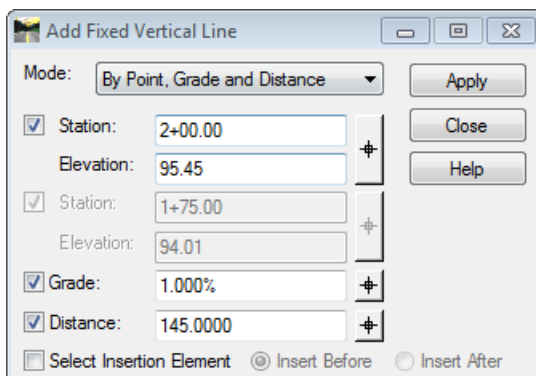 Add Fixed Vertical Line
Mode: By Point, Grade and Distance Apply
Station: 2+00.00 Close
Elevation: 95.45 Help
Station: 1+75.00
Elevation: 94.01
Grade: 1.000%
Distance: 145.0000
Select Insertion Element Insert Before Insert After